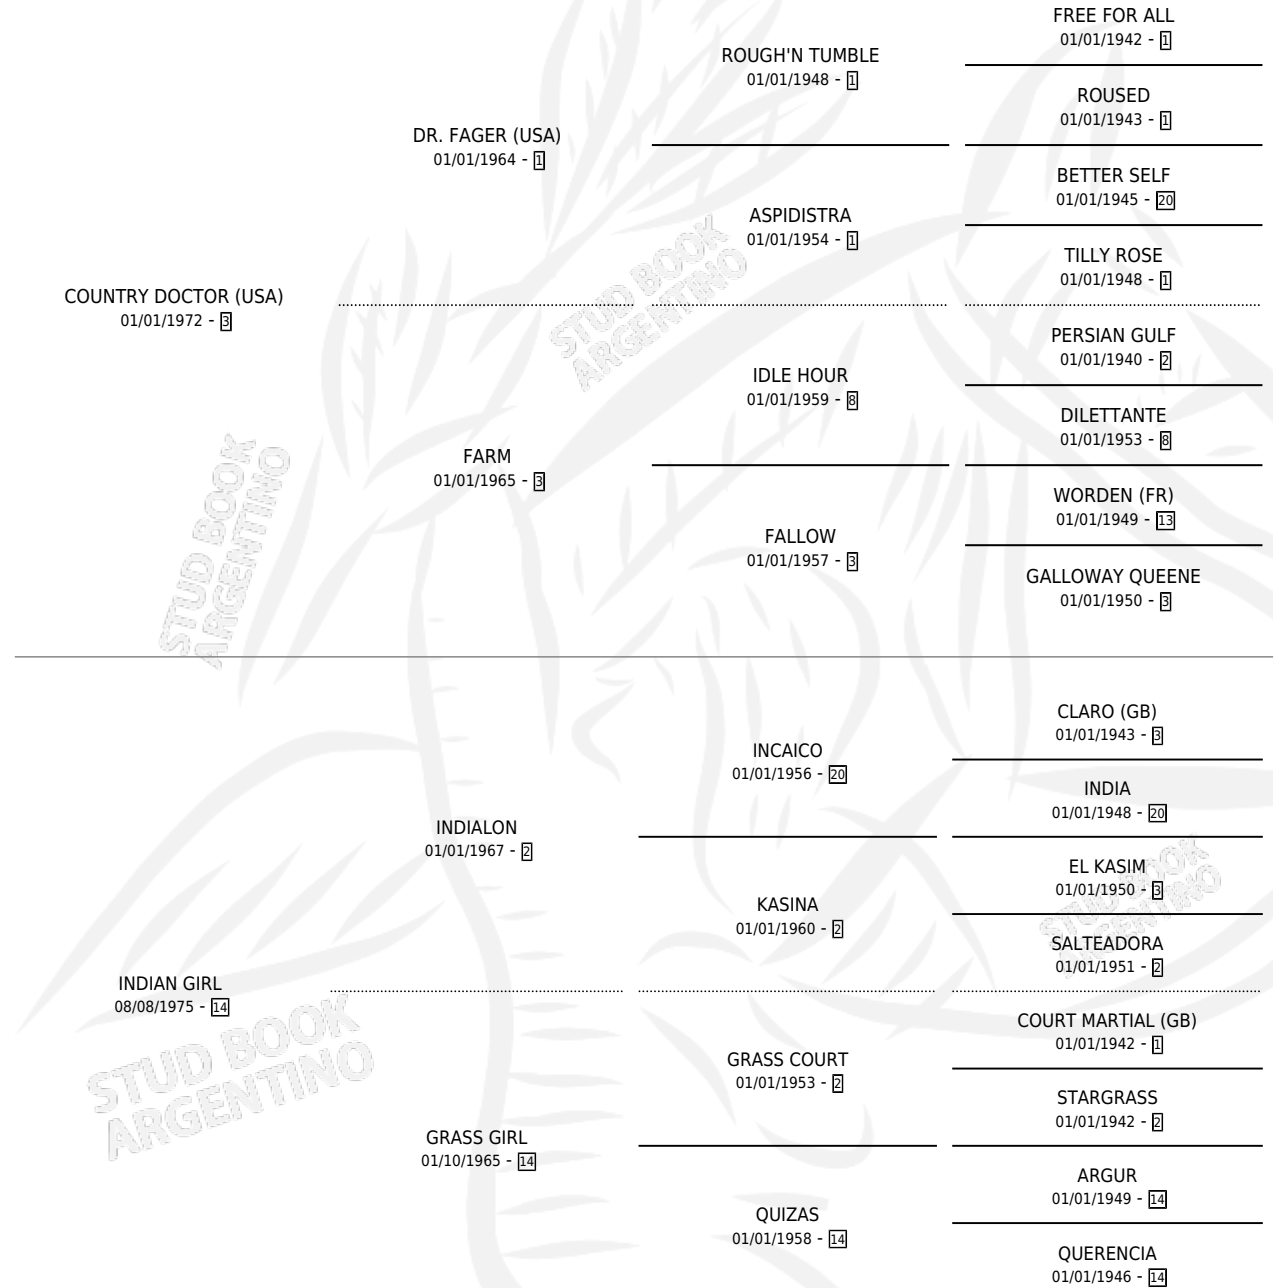 FREE FOR ALL
01/01/1942 - 1
ROUGH'N TUMBLE
01/01/1948 - 1
ROUSED
01/01/1943 - 1
DR. FAGER (USA)
01/01/1964 - 1
BETTER SELF
01/01/1945 - 20
ASPIDISTRA
01/01/1954 - 1
TILLY ROSE
01/01/1948 - 1
COUNTRY DOCTOR (USA)
01/01/1972 - 3
PERSIAN GULF
01/01/1940 - 2
IDLE HOUR
01/01/1959 - 8
DILETTANTE
01/01/1953 - 8
FARM
01/01/1965 - 3
WORDEN (FR)
01/01/1949 - 13
FALLOW
01/01/1957 - 3
GALLOWAY QUEENE
01/01/1950 - 3
STUD BOOK
ARGENTINO
STUD BOOK
ARGENTINO
CLARO (GB)
01/01/1943 - 3
INCAICO
01/01/1956 - 20
INDIA
01/01/1948 - 20
INDIALON
01/01/1967 - 2
EL KASIM
01/01/1950 - 3
KASINA
01/01/1960 - 2
SALTEADORA
01/01/1951 - 2
INDIAN GIRL
08/08/1975 - 14
COURT MARTIAL (GB)
01/01/1942 - 1
GRASS COURT
01/01/1953 - 2
STARGRASS
01/01/1942 - 2
GRASS GIRL
01/10/1965 - 14
ARGUR
01/01/1949 - 14
QUIZAS
01/01/1958 - 14
QUERENCIA
01/01/1946 - 14
STUD BOOK
ARGENTINO
STUD BOOK
ARGENTINO